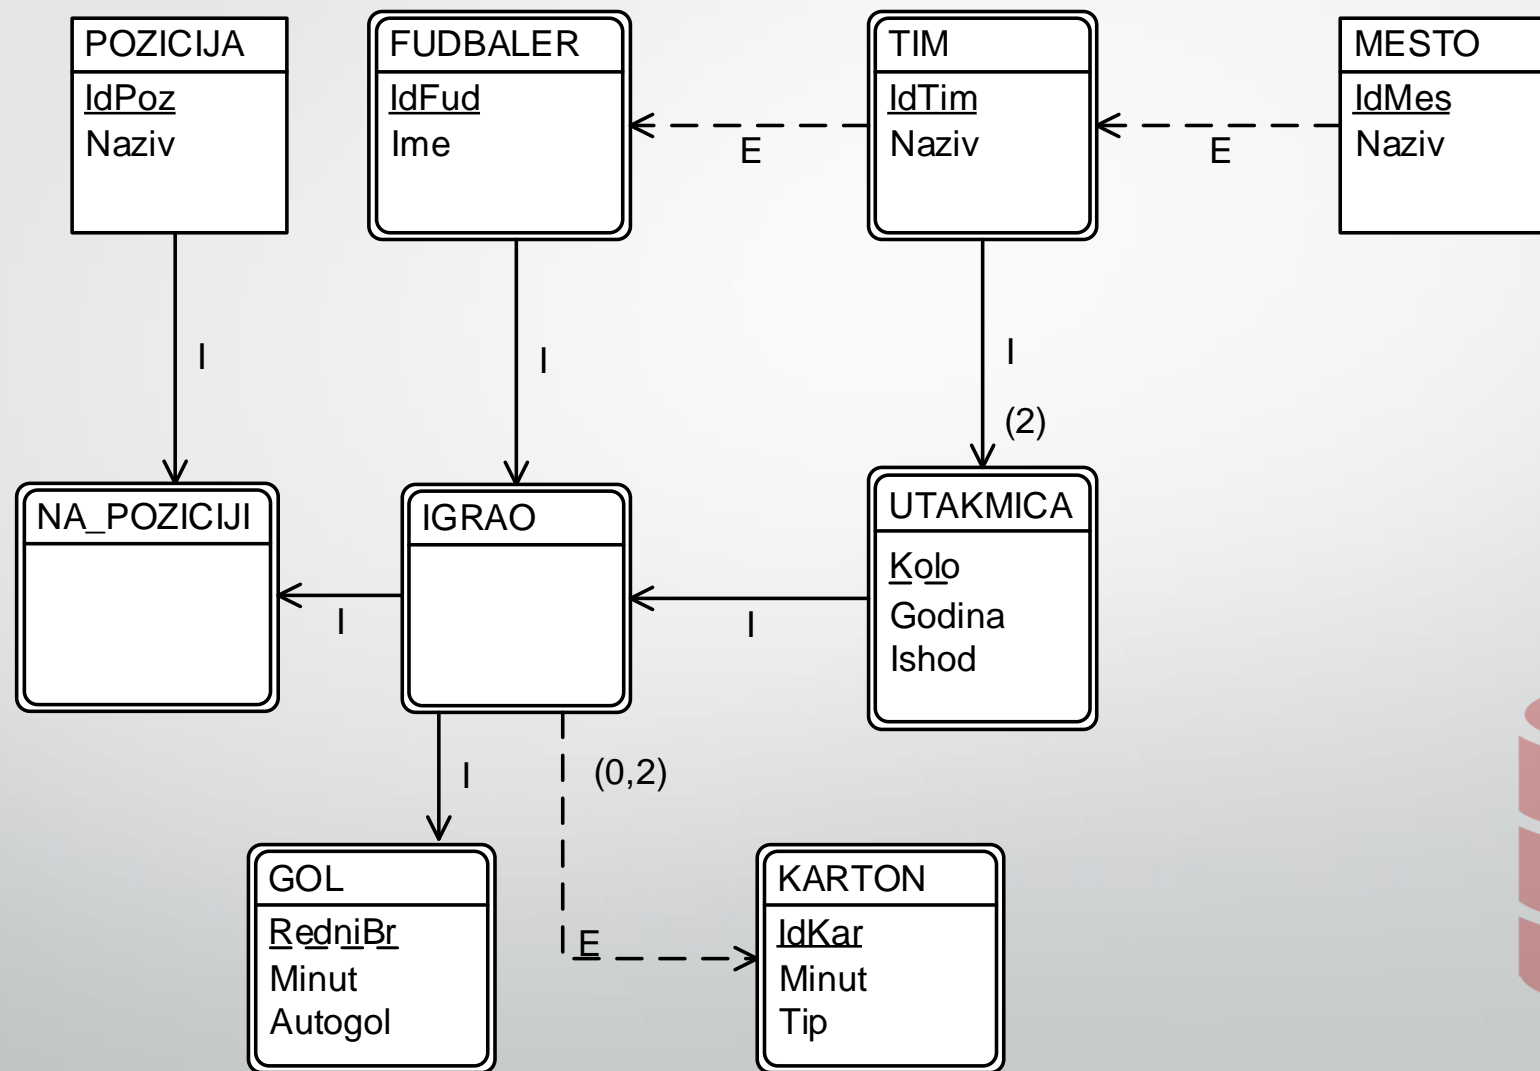 POZICIJA
IdPoz
Naziv
FUDBALER
IdFud
Ime
E
TIM
IdTim
Naziv
E
MESTO
IdMes
Naziv
I
I
I
(2)
NA_POZICIJI
I
IGRAO
I
UTAKMICA
Kolo
Godina
Ishod
I
(0,2)
GOL
RedniBr
Minut
Autogol
E
KARTON
IdKar
Minut
Tip